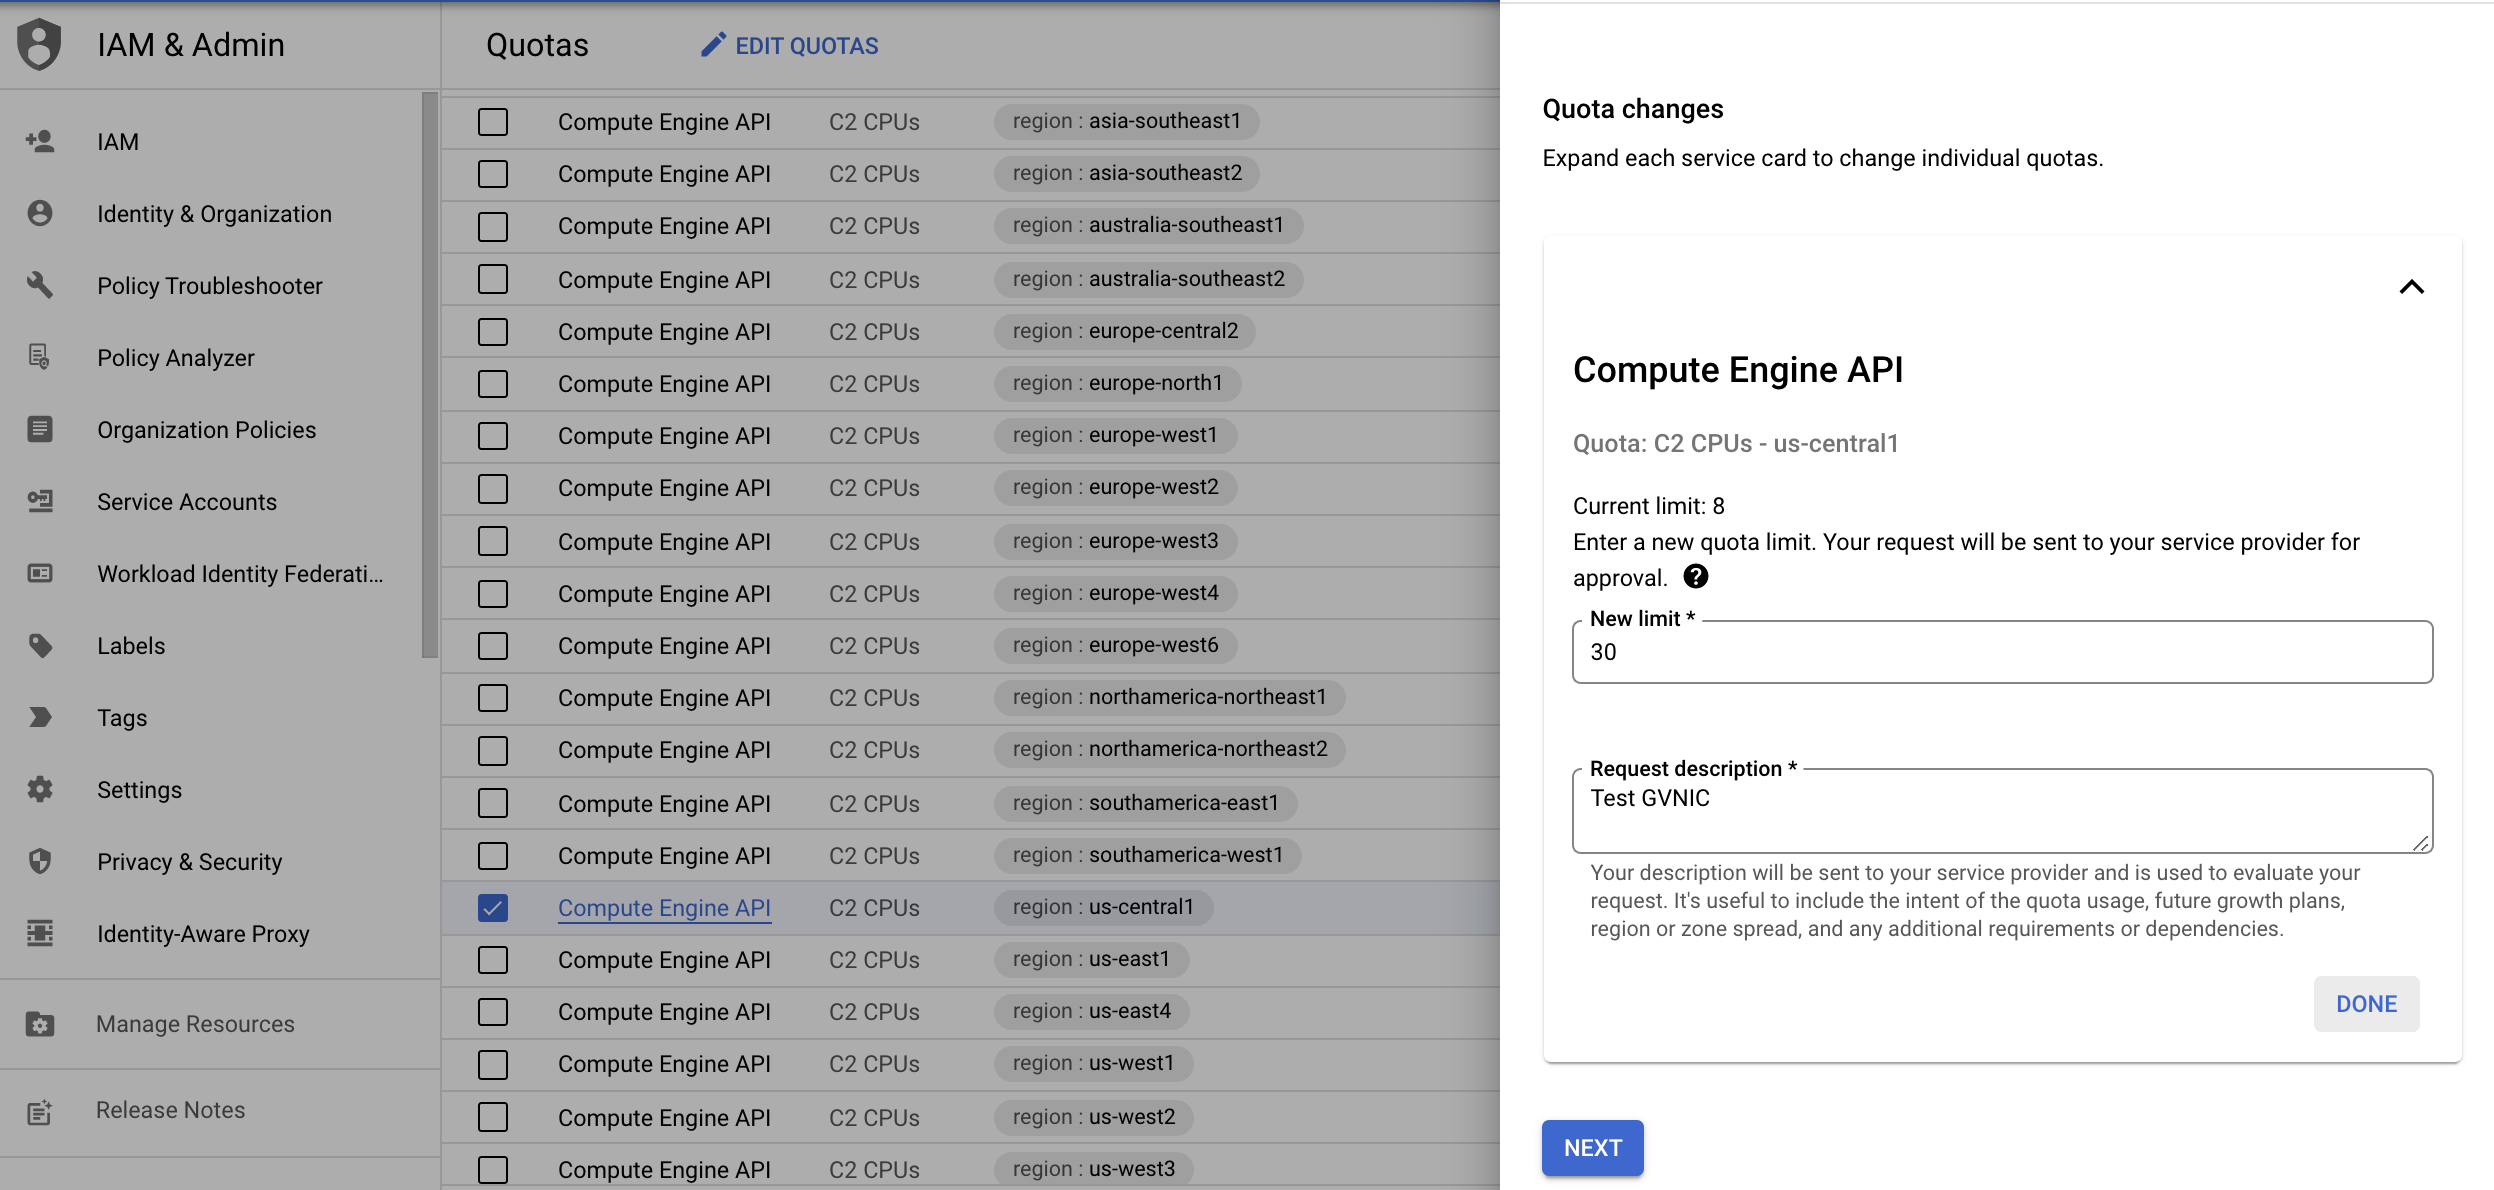 IAM & Admin
IAM
Identity & Organization
Policy Troubleshooter
Policy Analyzer
Organization Policies
Service Accounts
Workload Identity Federati...
Labels
Tags
Settings
Privacy & Security
Identity-Aware Proxy
Manage Resources
Release Notes
Quotas EDIT QUOTAS
Compute Engine API C2 CPUs region : asia-southeast1
Compute Engine API C2 CPUs region : asia-southeast2
Compute Engine API C2 CPUs region : australia-southeast1
Compute Engine API C2 CPUs region : australia-southeast2
Compute Engine API C2 CPUs region : europe-central2
Compute Engine API C2 CPUs region : europe-north1
Compute Engine API C2 CPUs region : europe-west1
Compute Engine API C2 CPUs region : europe-west2
Compute Engine API C2 CPUs region : europe-west3
Compute Engine API C2 CPUs region : europe-west4
Compute Engine API C2 CPUs region : europe-west6
Compute Engine API C2 CPUs region : northamerica-northeast1
Compute Engine API C2 CPUs region : northamerica-northeast2
Compute Engine API C2 CPUs region : southamerica-east1
Compute Engine API C2 CPUs region : southamerica-west1
Compute Engine API C2 CPUs region : us-central1
Compute Engine API C2 CPUs region : us-east1
Compute Engine API C2 CPUs region : us-east4
Compute Engine API C2 CPUs region : us-west1
Compute Engine API C2 CPUs region : us-west2
Compute Engine API C2 CPUs region : us-west3
Quota changes
Expand each service card to change individual quotas.
Compute Engine API
Quota: C2 CPUs - us-central1
Current limit: 8
Enter a new quota limit. Your request will be sent to your service provider for
approval. ?
New limit *
30
Request description *
Test GVNIC
Your description will be sent to your service provider and is used to evaluate your
request. It's useful to include the intent of the quota usage, future growth plans,
region or zone spread, and any additional requirements or dependencies.
DONE
NEXT